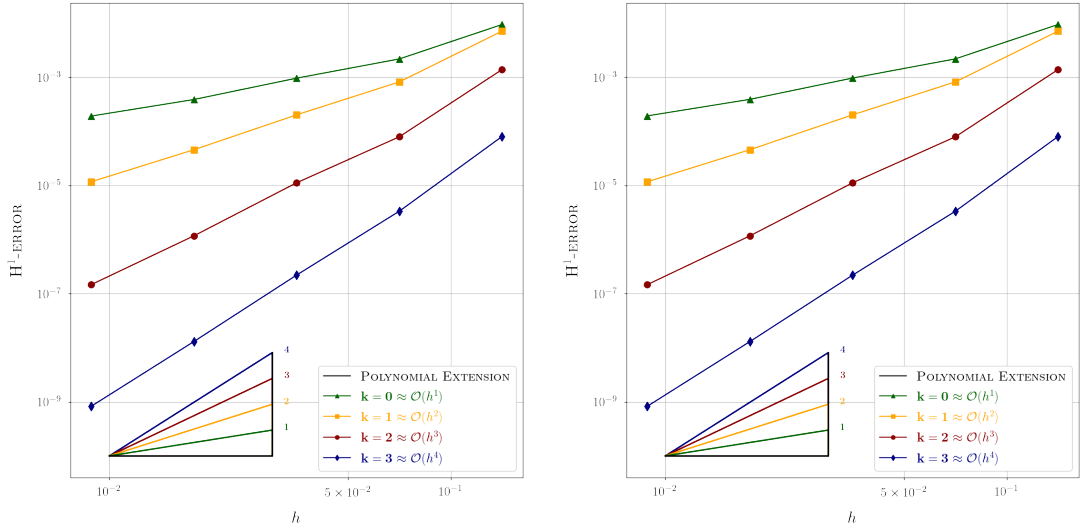 10⁻³
10⁻⁵
10⁻⁷
10⁻⁹
H¹-ERROR
4
3
2
1
POLYNOMIAL EXTENSION
k = 0 ≈ 𝒪(h¹)
k = 1 ≈ 𝒪(h²)
k = 2 ≈ 𝒪(h³)
k = 3 ≈ 𝒪(h⁴)
10⁻²
5 × 10⁻²
10⁻¹
h
10⁻³
10⁻⁵
10⁻⁷
10⁻⁹
H¹-ERROR
4
3
2
1
POLYNOMIAL EXTENSION
k = 0 ≈ 𝒪(h¹)
k = 1 ≈ 𝒪(h²)
k = 2 ≈ 𝒪(h³)
k = 3 ≈ 𝒪(h⁴)
10⁻²
5 × 10⁻²
10⁻¹
h